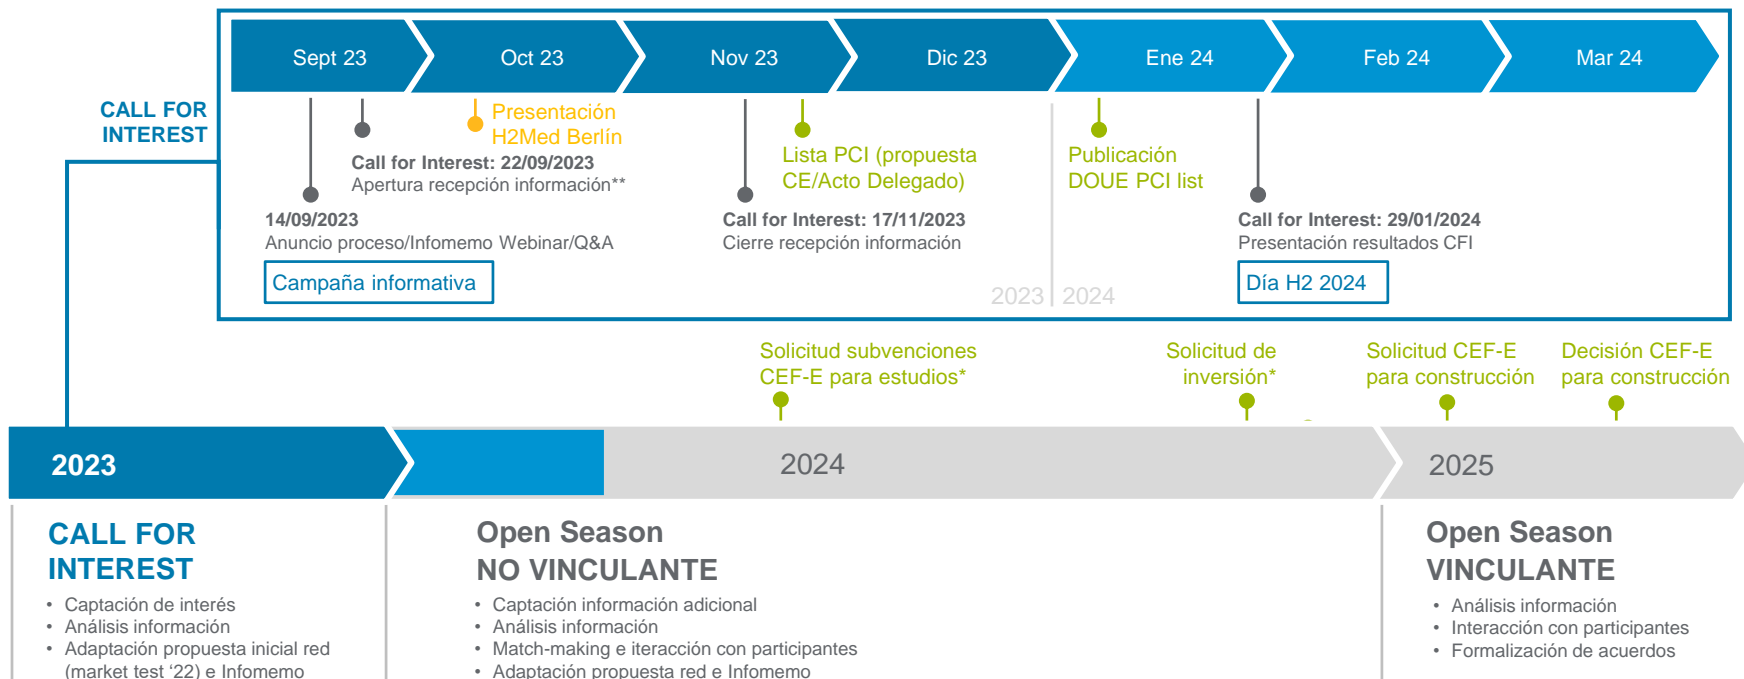 Sept 23
Oct 23
Nov 23
Dic 23
Ene 24
Feb 24
Mar 24
CALL FOR
INTEREST
Presentación
H2Med Berlín
Call for Interest: 22/09/2023
Apertura recepción información**
Lista PCI (propuesta
CE/Acto Delegado)
Publicación
DOUE PCI list
14/09/2023
Anuncio proceso/Infomemo Webinar/Q&A
Call for Interest: 17/11/2023
Cierre recepción información
Call for Interest: 29/01/2024
Presentación resultados CFI
Campaña informativa
Día H2 2024
2023
2024
Solicitud subvenciones
CEF-E para estudios*
Solicitud de
inversión*
Solicitud CEF-E
para construcción
Decisión CEF-E
para construcción
2023
2024
2025
CALL FOR
INTEREST
• Captación de interés
• Análisis información
• Adaptación propuesta inicial red
(market test ‘22) e Infomemo
Open Season
NO VINCULANTE
• Captación información adicional
• Análisis información
• Match-making e iteracción con participantes
• Adaptación propuesta red e Infomemo
Open Season
VINCULANTE
• Análisis información
• Interacción con participantes
• Formalización de acuerdos